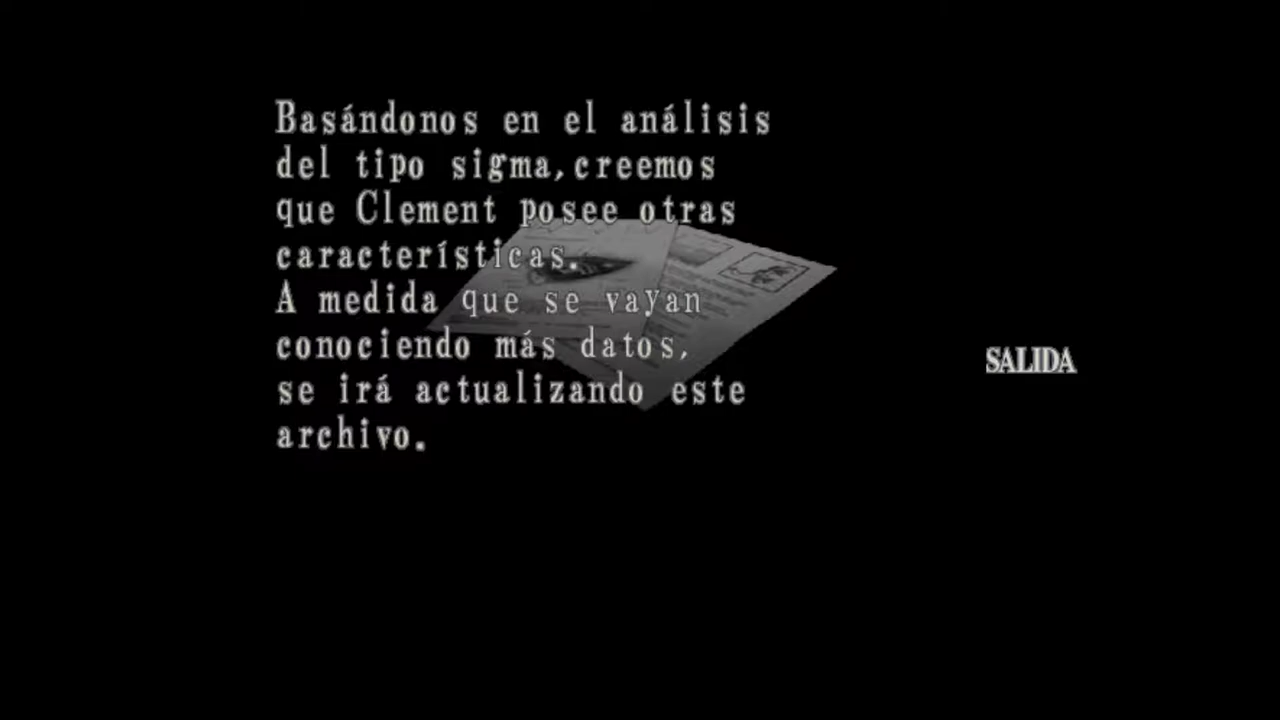 Basándonos en el análisis
del tipo sigma,creemos
que Clement posee otras
características.
A medida que se vayan
conociendo más datos,
se irá actualizando este
archivo.
SALIDA